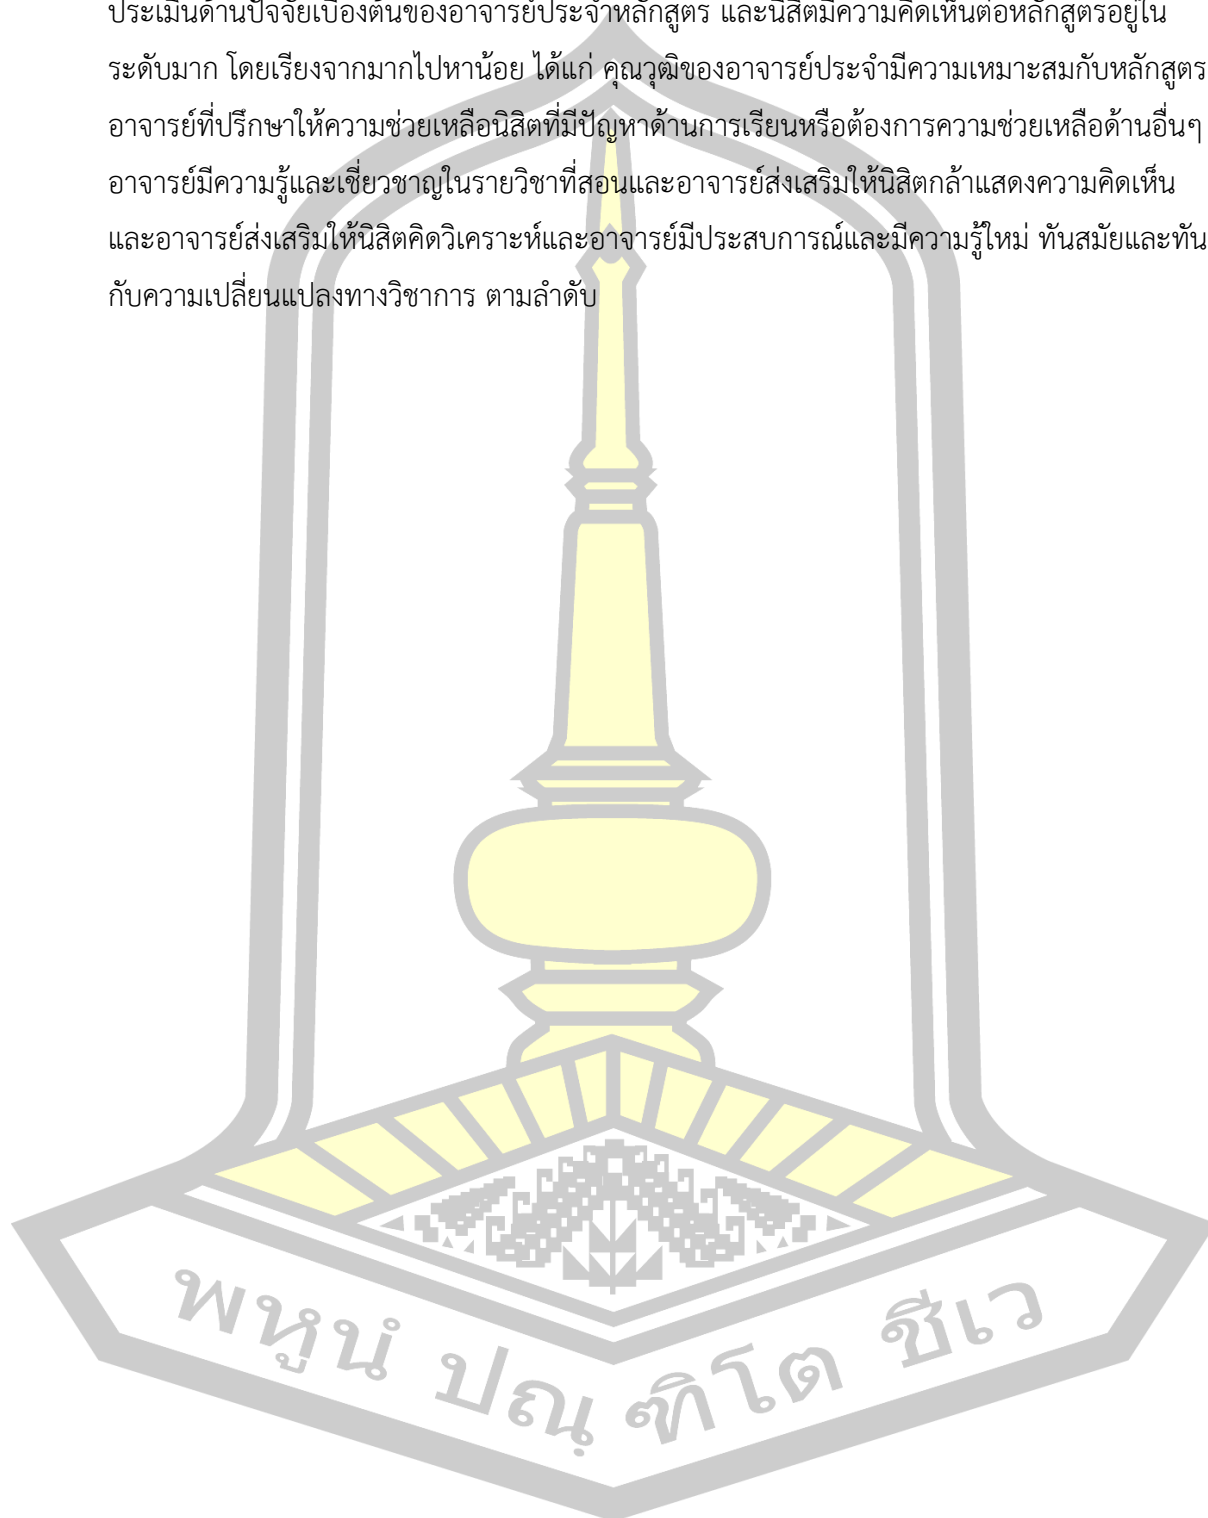 ประเมินด้านปัจจัยเบื้องต้นของอาจารย์ประจำหลักสูตร และนิสิตมีความคิดเห็นต่อหลักสูตรอยู่ใน
ระดับมาก โดยเรียงจากมากไปหาน้อย ได้แก่ คุณวุฒิของอาจารย์ประจำมีความเหมาะสมกับหลักสูตร
อาจารย์ที่ปรึกษาให้ความช่วยเหลือนิสิตที่มีปัญหาด้านการเรียนหรือต้องการความช่วยเหลือด้านอื่นๆ
อาจารย์มีความรู้และเชี่ยวชาญในรายวิชาที่สอนและอาจารย์ส่งเสริมให้นิสิตกล้าแสดงความคิดเห็น
และอาจารย์ส่งเสริมให้นิสิตคิดวิเคราะห์และอาจารย์มีประสบการณ์และมีความรู้ใหม่ ทันสมัยและทัน
กับความเปลี่ยนแปลงทางวิชาการ ตามลำดับ
พหูนํ ปณฺฑิโต ชีเว